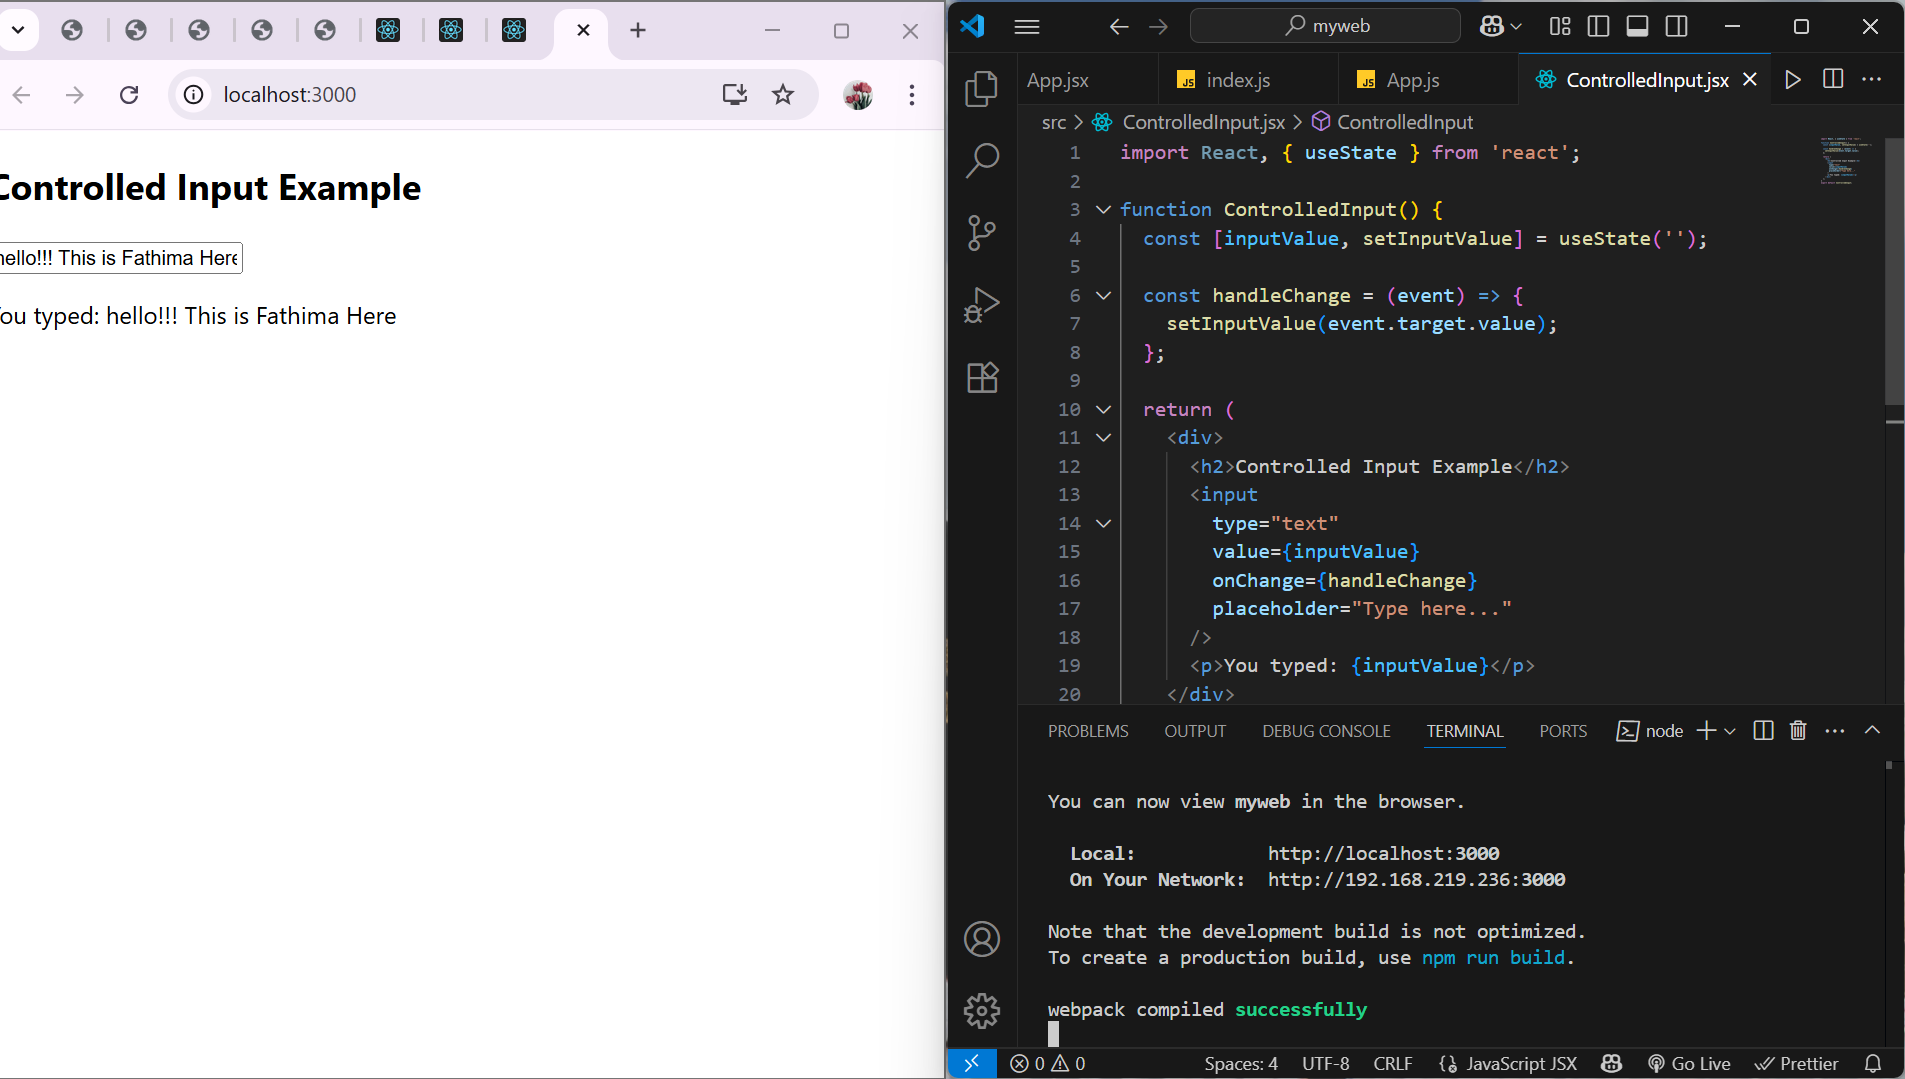 localhost:3000
Controlled Input Example
hello!!! This is Fathima Here
You typed: hello!!! This is Fathima Here
myweb
App.jsx
JS index.js
JS App.js
ControlledInput.jsx
src > ControlledInput.jsx > ControlledInput
1 import React, { useState } from 'react';
2
3 function ControlledInput() {
4 const [inputValue, setInputValue] = useState('');
5
6 const handleChange = (event) => {
7 setInputValue(event.target.value);
8 };
9
10 return (
11 <div>
12 <h2>Controlled Input Example</h2>
13 <input
14 type="text"
15 value={inputValue}
16 onChange={handleChange}
17 placeholder="Type here..."
18 />
19 <p>You typed: {inputValue}</p>
20 </div>
PROBLEMS OUTPUT DEBUG CONSOLE TERMINAL PORTS node
You can now view myweb in the browser.
Local: http://localhost:3000
On Your Network: http://192.168.219.236:3000
Note that the development build is not optimized.
To create a production build, use npm run build.
webpack compiled successfully
0 0 Spaces: 4 UTF-8 CRLF JavaScript JSX Go Live Prettier